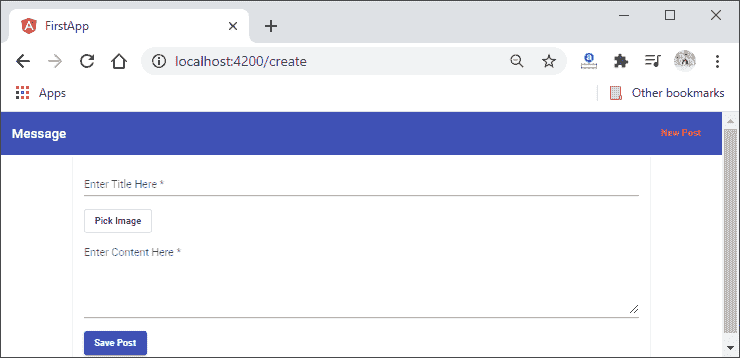 FirstApp
localhost:4200/create
Apps
Other bookmarks
Message
New Post
Enter Title Here *
Pick Image
Enter Content Here *
Save Post